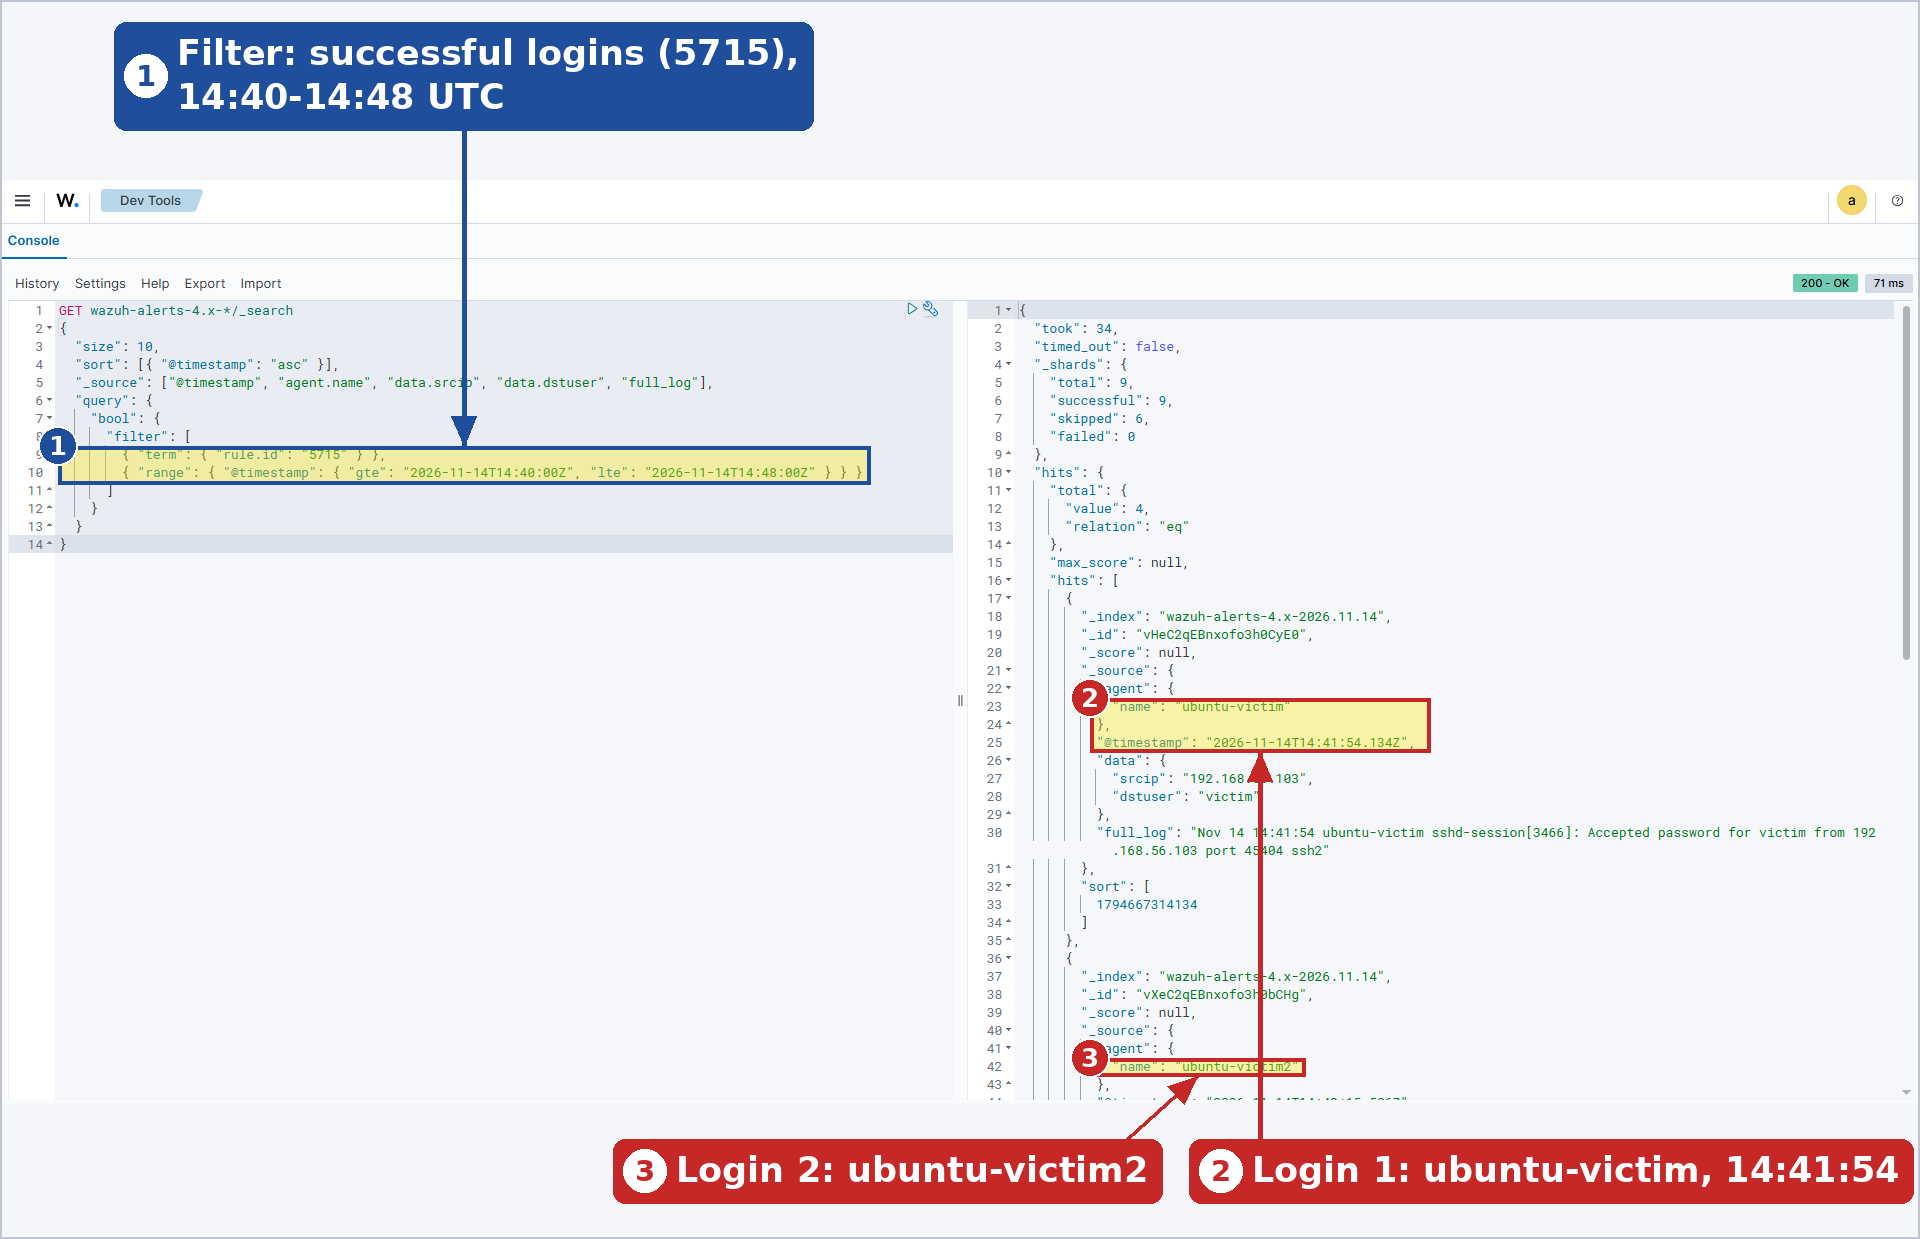 1 Filter: successful logins (5715),
14:40-14:48 UTC
W. Dev Tools a
Console
History Settings Help Export Import 200 - OK 71 ms
1 GET wazuh-alerts-4.x-*/_search
2 {
3 "size": 10,
4 "sort": [{ "@timestamp": "asc" }],
5 "_source": ["@timestamp", "agent.name", "data.srcip", "data.dstuser", "full_log"],
6 "query": {
7 "bool": {
8 "filter": [
1
9 { "term": { "rule.id": "5715" } },
10 { "range": { "@timestamp": { "gte": "2026-11-14T14:40:00Z", "lte": "2026-11-14T14:48:00Z" } } }
11 ]
12 }
13 }
14 }
1 {
2 "took": 34,
3 "timed_out": false,
4 "_shards": {
5 "total": 9,
6 "successful": 9,
7 "skipped": 6,
8 "failed": 0
9 },
10 "hits": {
11 "total": {
12 "value": 4,
13 "relation": "eq"
14 },
15 "max_score": null,
16 "hits": [
17 {
18 "_index": "wazuh-alerts-4.x-2026.11.14",
19 "_id": "vHeC2qEBnxofo3h0CyE0",
20 "_score": null,
21 "_source": {
22 agent": {
2
23 "name": "ubuntu-victim"
24 },
25 "@timestamp": "2026-11-14T14:41:54.134Z",
26 "data": {
27 "srcip": "192.168. .103",
28 "dstuser": "victim"
29 },
30 "full_log": "Nov 14 14:41:54 ubuntu-victim sshd-session[3466]: Accepted password for victim from 192
.168.56.103 port 45404 ssh2"
31 },
32 "sort": [
33 1794667314134
34 ]
35 },
36 {
37 "_index": "wazuh-alerts-4.x-2026.11.14",
38 "_id": "vXeC2qEBnxofo3h0bCHg",
39 "_score": null,
40 "_source": {
41 agent": {
3
42 "name": "ubuntu-victim2"
43 },
3 Login 2: ubuntu-victim2
2 Login 1: ubuntu-victim, 14:41:54